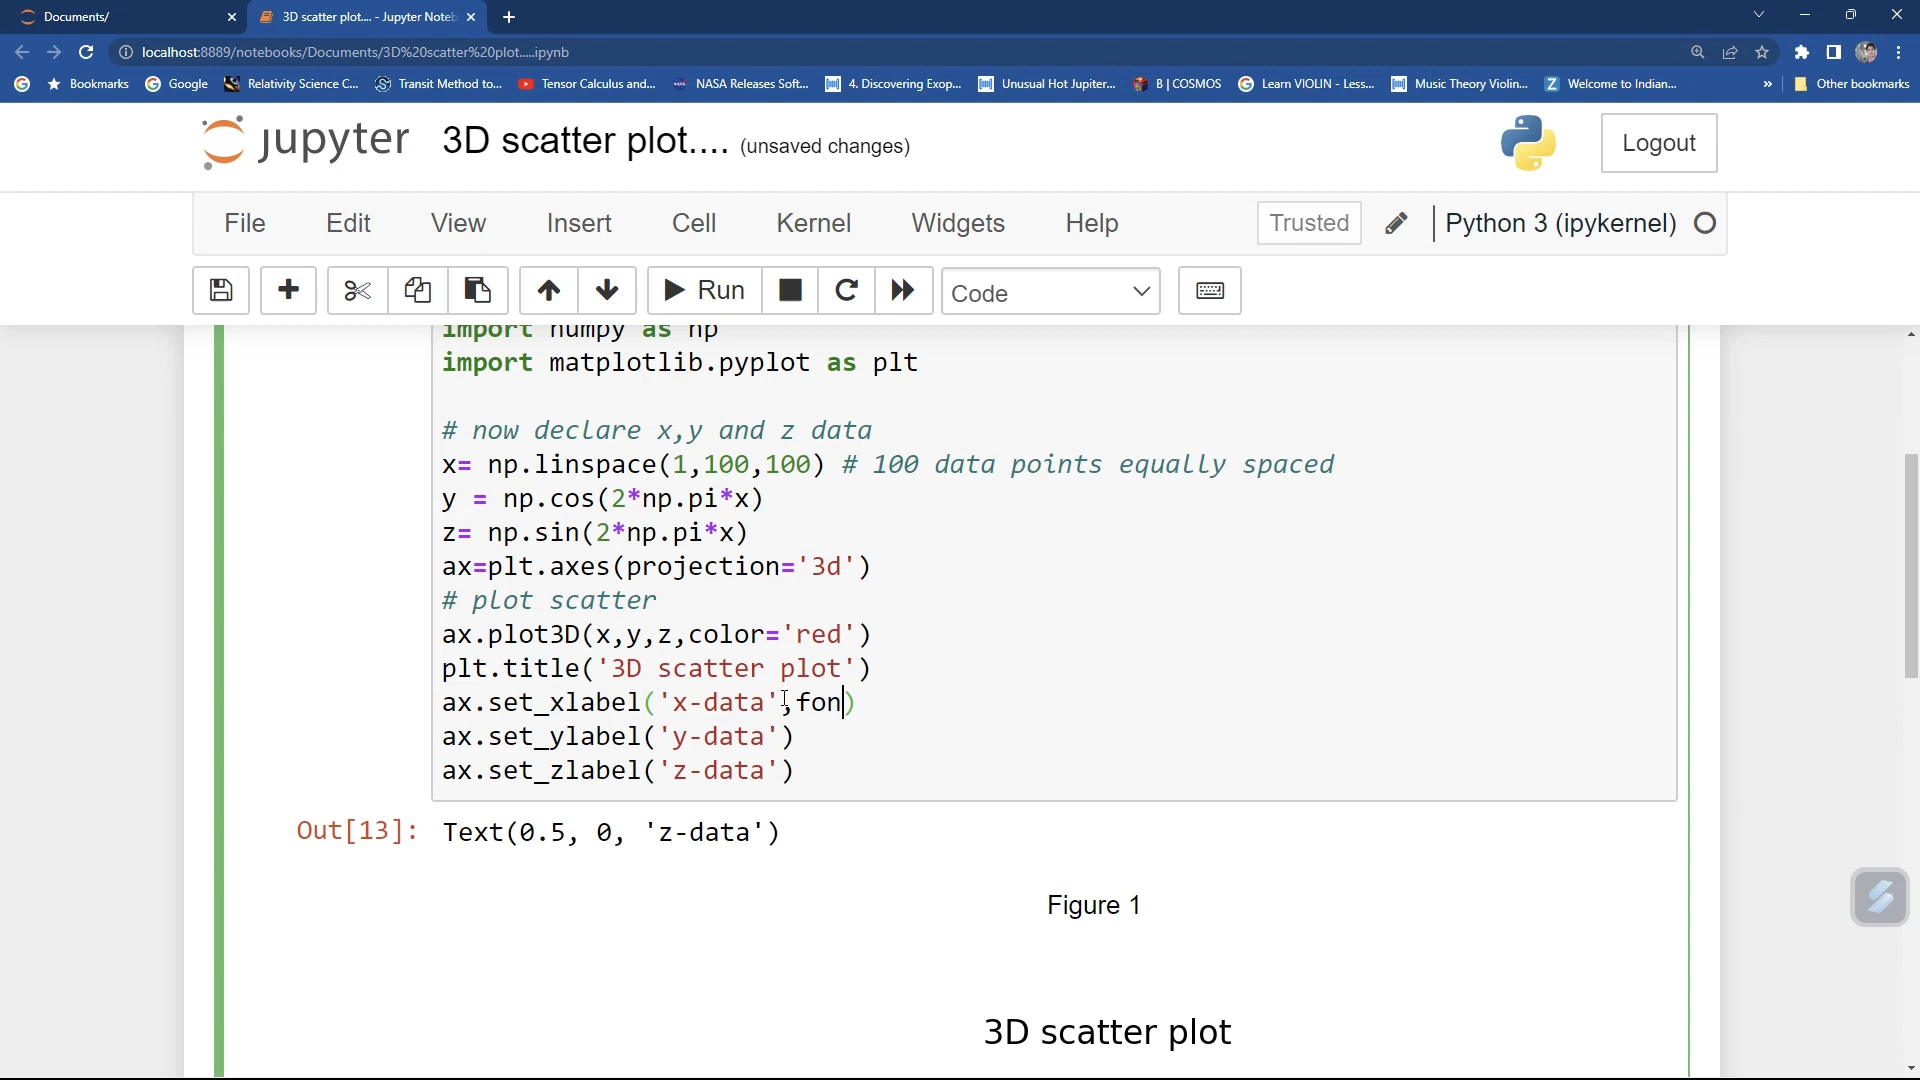 Documents/
3D scatter plot.... - Jupyter Noteb
localhost:8889/notebooks/Documents/3D%20scatter%20plot.....ipynb
Bookmarks
Google
Relativity Science C...
Transit Method to...
Tensor Calculus and...
NASA Releases Soft...
4. Discovering Exop...
Unusual Hot Jupiter...
B | COSMOS
Learn VIOLIN - Less...
Music Theory Violin...
Welcome to Indian...
»
Other bookmarks
jupyter
3D scatter plot....
(unsaved changes)
Logout
File
Edit
View
Insert
Cell
Kernel
Widgets
Help
Trusted
Python 3 (ipykernel)
Run
Code
import numpy as np
import matplotlib.pyplot as plt
# now declare x,y and z data
x= np.linspace(1,100,100) # 100 data points equally spaced
y = np.cos(2*np.pi*x)
z= np.sin(2*np.pi*x)
ax=plt.axes(projection='3d')
# plot scatter
ax.plot3D(x,y,z,color='red')
plt.title('3D scatter plot')
ax.set_xlabel('x-data',fon)
ax.set_ylabel('y-data')
ax.set_zlabel('z-data')
Out[13]:
Text(0.5, 0, 'z-data')
Figure 1
3D scatter plot